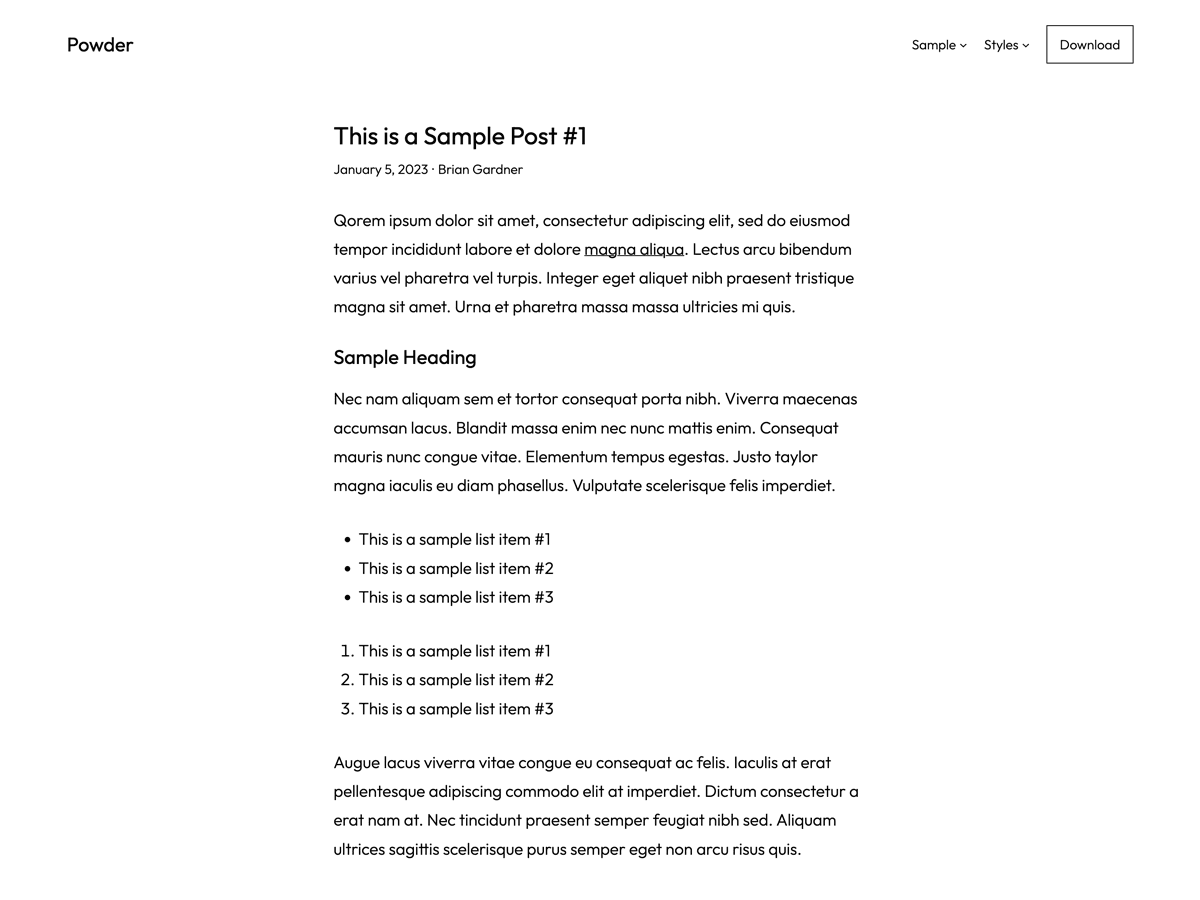 Powder
Sample
Styles
Download
This is a Sample Post #1
January 5, 2023 · Brian Gardner
Qorem ipsum dolor sit amet, consectetur adipiscing elit, sed do eiusmod
tempor incididunt labore et dolore magna aliqua. Lectus arcu bibendum
varius vel pharetra vel turpis. Integer eget aliquet nibh praesent tristique
magna sit amet. Urna et pharetra massa massa ultricies mi quis.
Sample Heading
Nec nam aliquam sem et tortor consequat porta nibh. Viverra maecenas
accumsan lacus. Blandit massa enim nec nunc mattis enim. Consequat
mauris nunc congue vitae. Elementum tempus egestas. Justo taylor
magna iaculis eu diam phasellus. Vulputate scelerisque felis imperdiet.
• This is a sample list item #1
• This is a sample list item #2
• This is a sample list item #3
1. This is a sample list item #1
2. This is a sample list item #2
3. This is a sample list item #3
Augue lacus viverra vitae congue eu consequat ac felis. Iaculis at erat
pellentesque adipiscing commodo elit at imperdiet. Dictum consectetur a
erat nam at. Nec tincidunt praesent semper feugiat nibh sed. Aliquam
ultrices sagittis scelerisque purus semper eget non arcu risus quis.